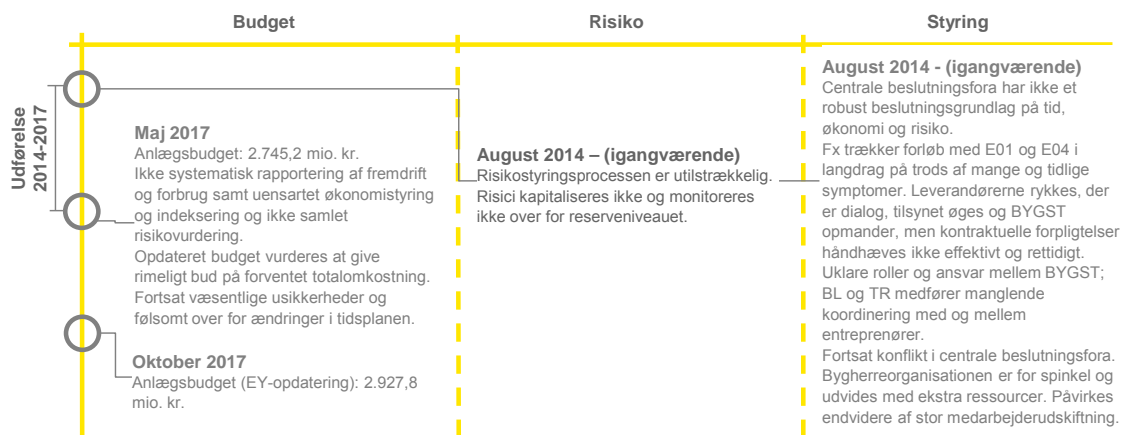 Budget
Risiko
Styring
Udførelse
2014-2017
Maj 2017
Anlægsbudget: 2.745,2 mio. kr.
Ikke systematisk rapportering af fremdrift
og forbrug samt uensartet økonomistyring
og indeksering og ikke samlet
risikovurdering.
Opdateret budget vurderes at give
rimeligt bud på forventet totalomkostning.
Fortsat væsentlige usikkerheder og
følsomt over for ændringer i tidsplanen.
Oktober 2017
Anlægsbudget (EY-opdatering): 2.927,8
mio. kr.
August 2014 – (igangværende)
Risikostyringsprocessen er utilstrækkelig.
Risici kapitaliseres ikke og monitoreres
ikke over for reserveniveauet.
August 2014 - (igangværende)
Centrale beslutningsfora har ikke et
robust beslutningsgrundlag på tid,
økonomi og risiko.
Fx trækker forløb med E01 og E04 i
langdrag på trods af mange og tidlige
symptomer. Leverandørerne rykkes, der
er dialog, tilsynet øges og BYGST
opmander, men kontraktuelle forpligtelser
håndhæves ikke effektivt og rettidigt.
Uklare roller og ansvar mellem BYGST;
BL og TR medfører manglende
koordinering med og mellem
entreprenører.
Fortsat konflikt i centrale beslutningsfora.
Bygherreorganisationen er for spinkel og
udvides med ekstra ressourcer. Påvirkes
endvidere af stor medarbejderudskiftning.